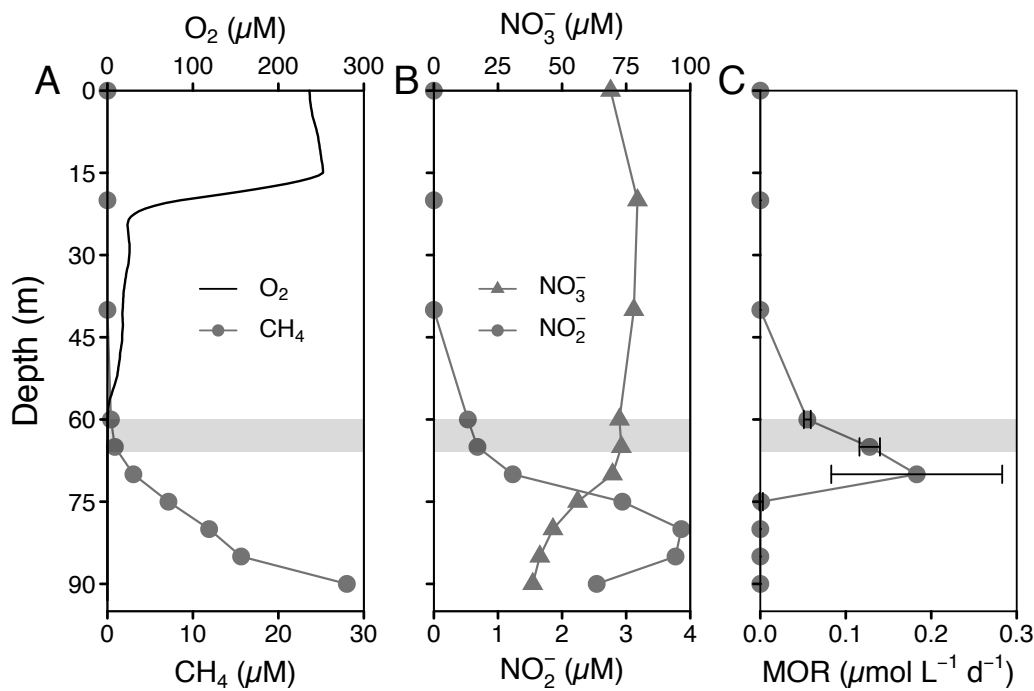 O₂ (µM)
NO₃⁻ (µM)
0 100 200 300
0 25 50 75 100
A B C
0
15
30
45
60
75
90
Depth (m)
O₂
CH₄
NO₃⁻
NO₂⁻
0 10 20 30
0 1 2 3 4
0.0 0.1 0.2 0.3
CH₄ (µM)
NO₂⁻ (µM)
MOR (µmol L⁻¹ d⁻¹)